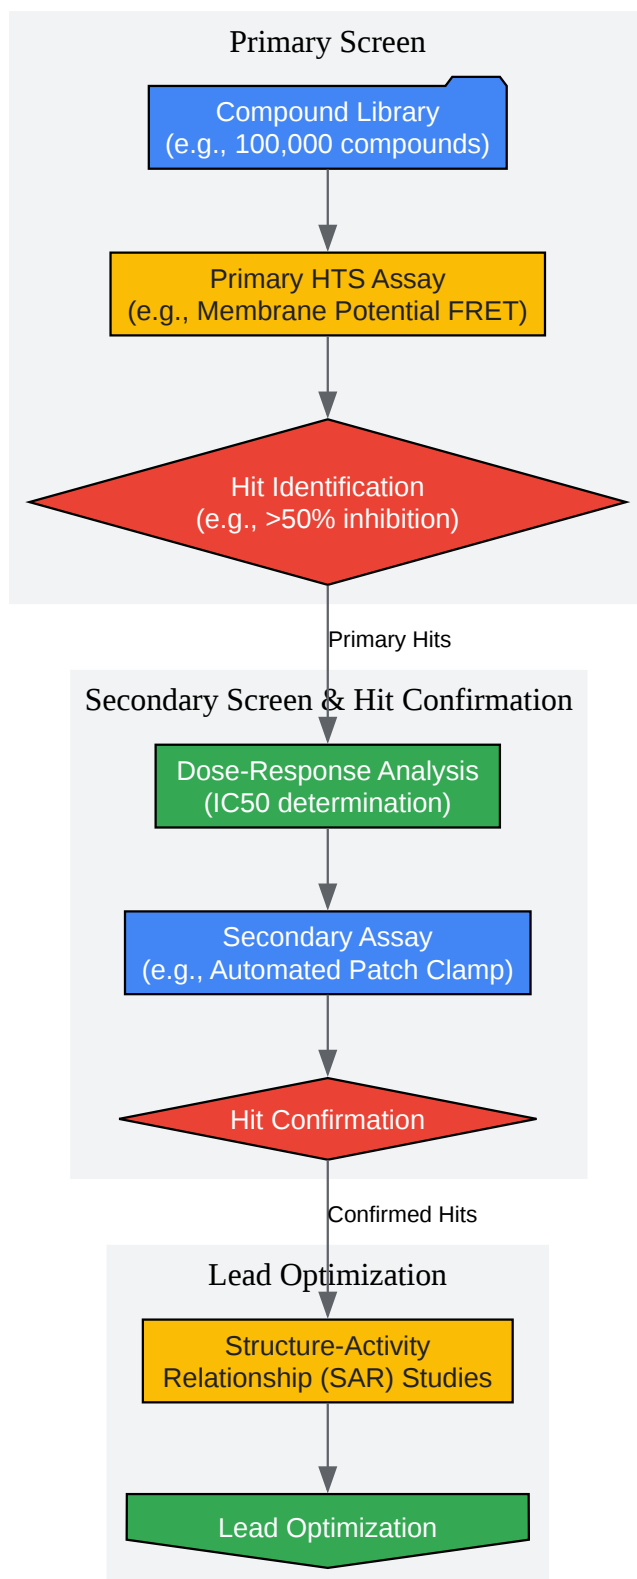 Primary Screen
Compound Library
(e.g., 100,000 compounds)
Primary HTS Assay
(e.g., Membrane Potential FRET)
Hit Identification
(e.g., >50% inhibition)
Primary Hits
Secondary Screen & Hit Confirmation
Dose-Response Analysis
(IC50 determination)
Secondary Assay
(e.g., Automated Patch Clamp)
Hit Confirmation
Confirmed Hits
Lead Optimization
Structure-Activity
Relationship (SAR) Studies
Lead Optimization